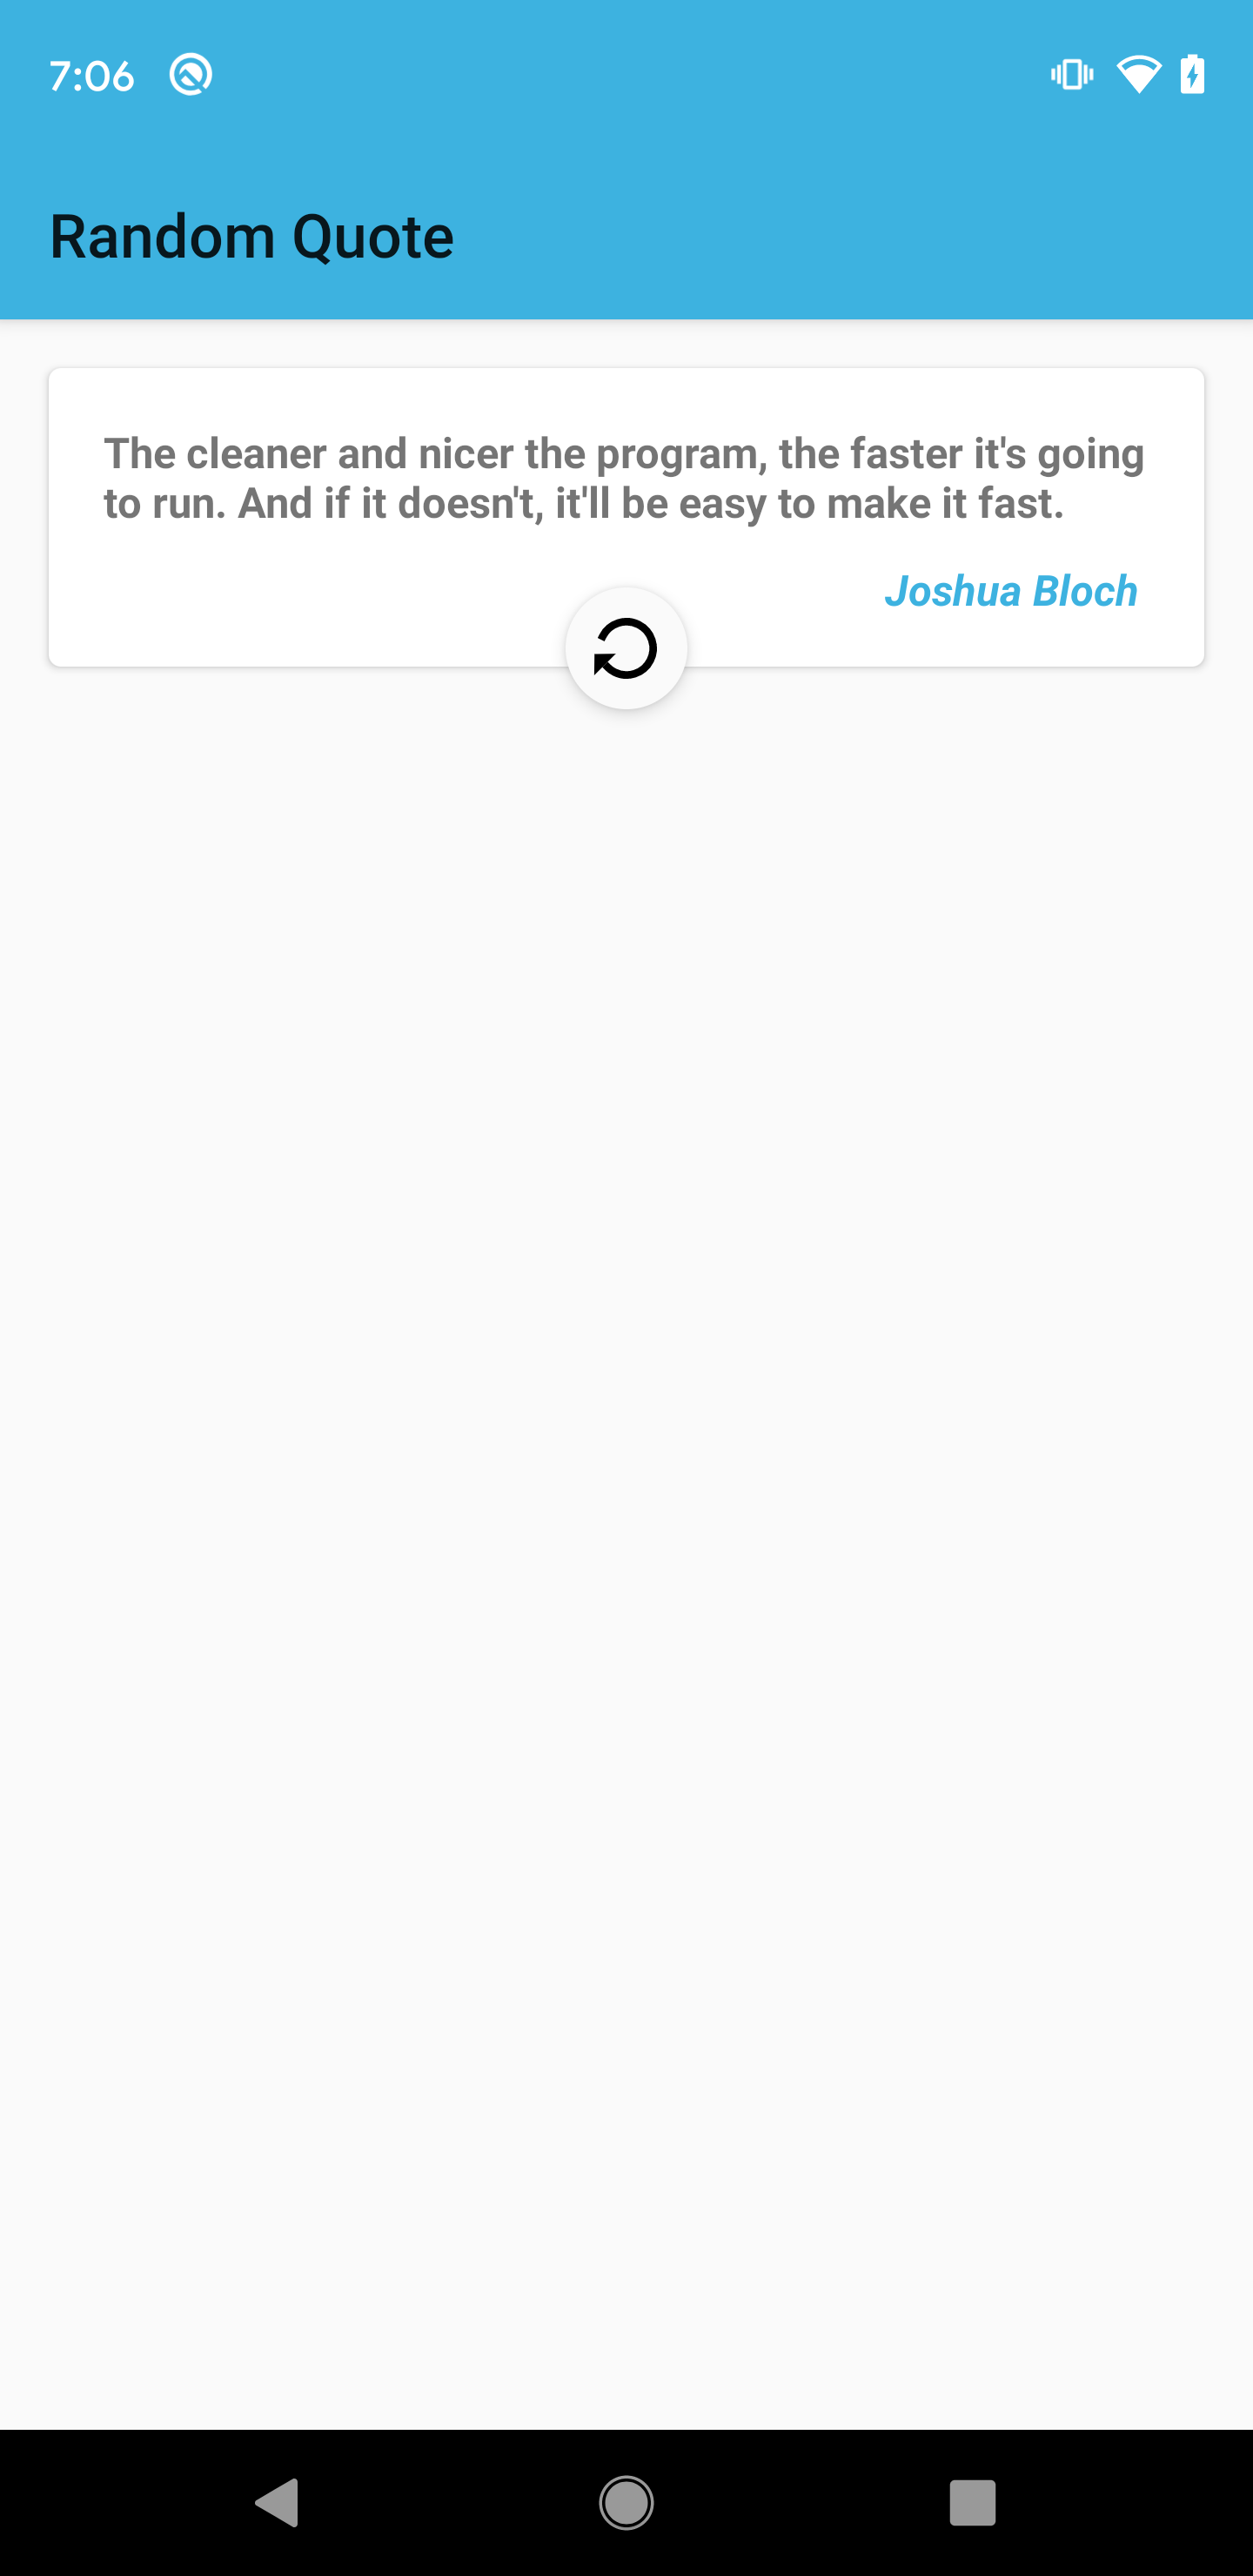 7:06
Random Quote
The cleaner and nicer the program, the faster it's going
to run. And if it doesn't, it'll be easy to make it fast.
Joshua Bloch